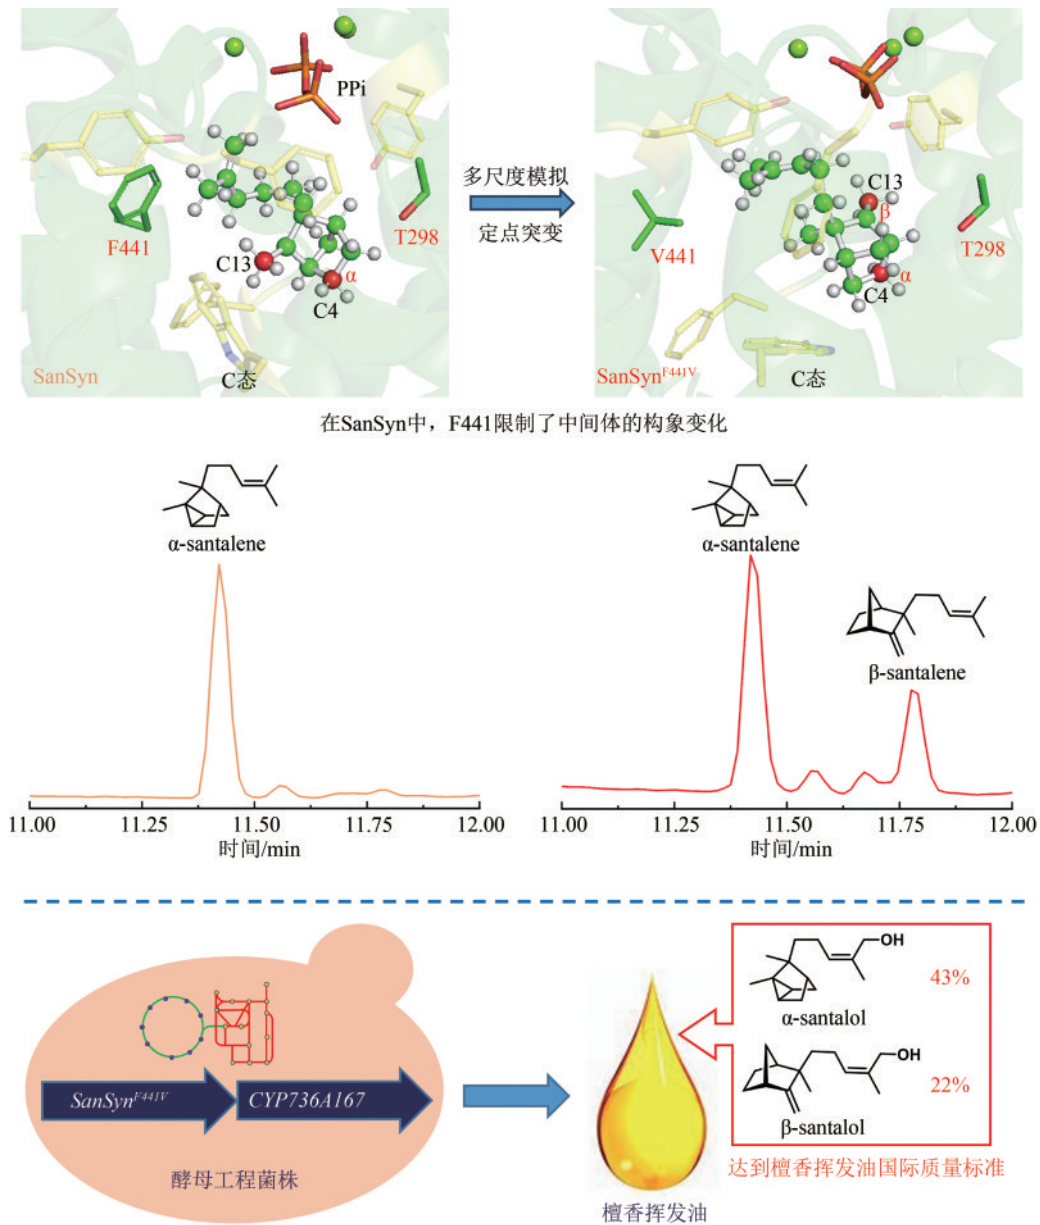 PPi
F441
T298
C13
α
C4
SanSyn
C态
多尺度模拟
定点突变
C13
β
V441
T298
α
C4
SanSynF441V
C态
在SanSyn中，F441限制了中间体的构象变化
α-santalene
α-santalene
β-santalene
11.00 11.25 11.50 11.75 12.00
时间/min
11.00 11.25 11.50 11.75 12.00
时间/min
SanSynF441V
CYP736A167
酵母工程菌株
檀香挥发油
OH
43%
α-santalol
OH
22%
β-santalol
达到檀香挥发油国际质量标准